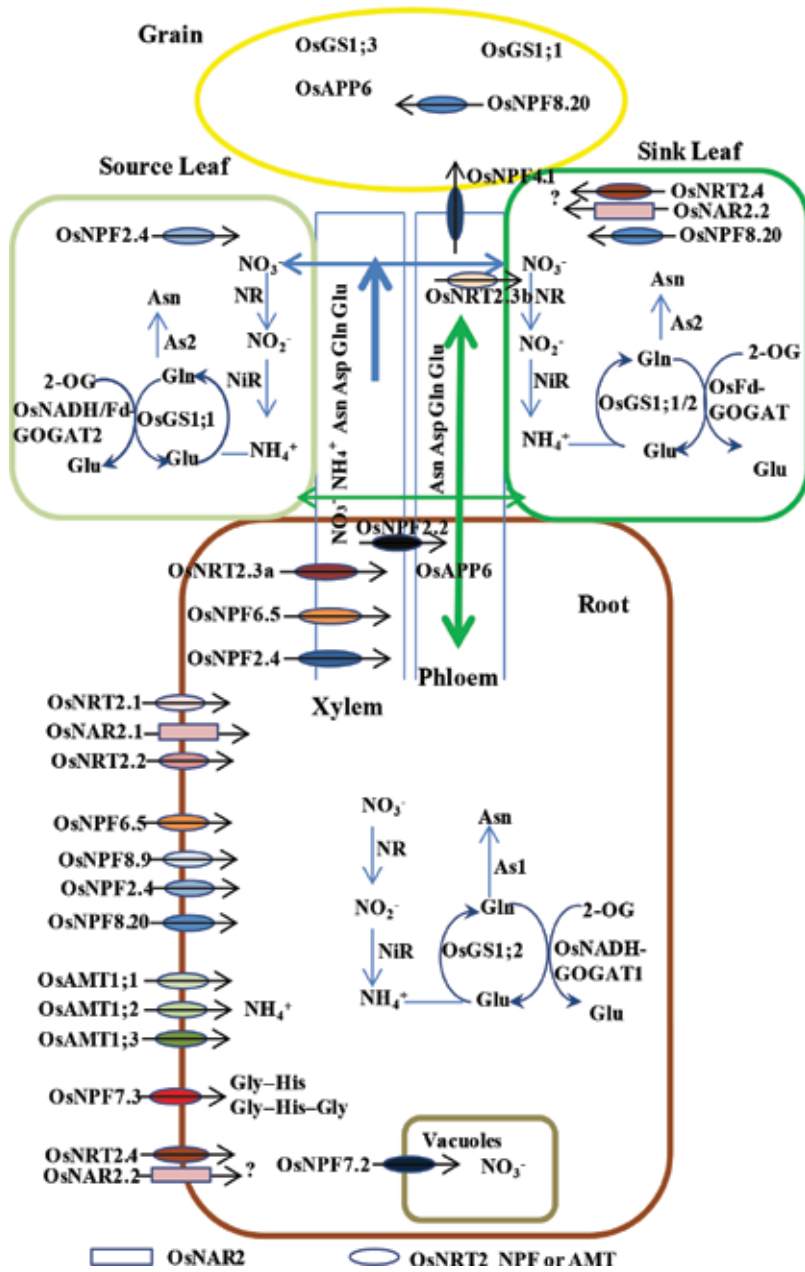 Grain
OsGS1;3
OsGS1;1
OsAPP6
OsNPF8.20
Source Leaf
Sink Leaf
OsNPF4.1
OsNRT2.4
?
OsNAR2.2
OsNPF2.4
OsNPF8.20
NO₃⁻
NO₃⁻
OsNRT2.3b
NR
NR
Asn
Asn
As2
As2
NO₂⁻
NO₂⁻
2-OG
Gln
NiR
NiR
Gln
2-OG
OsNADH/Fd-
GOGAT2
OsGS1;1
OsGS1;1/2
OsFd-
GOGAT
Glu
Glu
NH₄⁺
NH₄⁺
Glu
Glu
NO₃⁻ NH₄⁺ Asn Asp Gln Glu
Asn Asp Gln Glu
OsNPF2.2
OsNRT2.3a
OsAPP6
Root
OsNPF6.5
OsNPF2.4
Phloem
Xylem
OsNRT2.1
OsNAR2.1
OsNRT2.2
OsNPF6.5
OsNPF8.9
OsNPF2.4
OsNPF8.20
NO₃⁻
NR
NO₂⁻
NiR
NH₄⁺
Asn
As1
Gln
2-OG
OsGS1;2
OsNADH-
GOGAT1
Glu
Glu
OsAMT1;1
OsAMT1;2
NH₄⁺
OsAMT1;3
OsNPF7.3
Gly–His
Gly–His–Gly
OsNRT2.4
OsNAR2.2
?
Vacuoles
OsNPF7.2
NO₃⁻
OsNAR2
OsNRT2 NPF or AMT